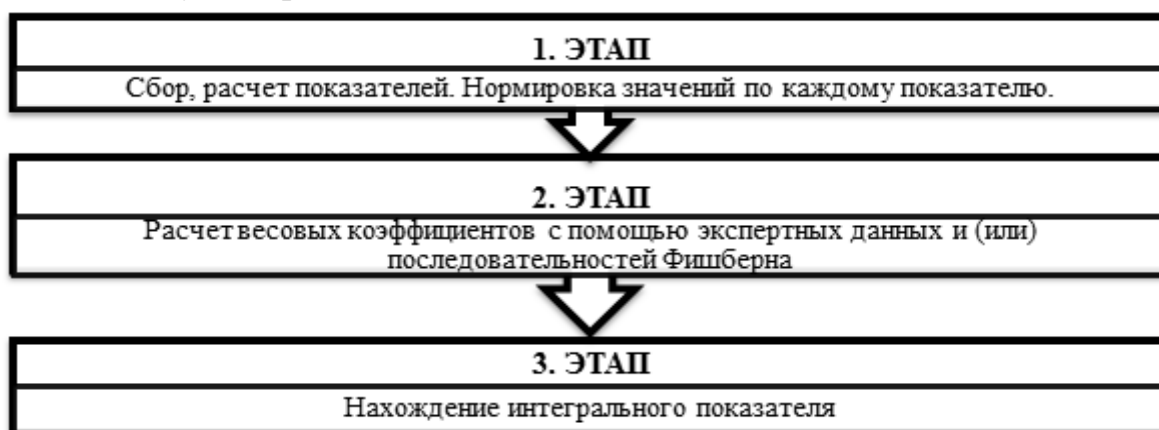 1. ЭТАП
Сбор, расчет показателей. Нормировка значений по каждому показателю.
2. ЭТАП
Расчет весовых коэффициентов с помощью экспертных данных и (или)
последовательностей Фишберна
3. ЭТАП
Нахождение интегрального показателя